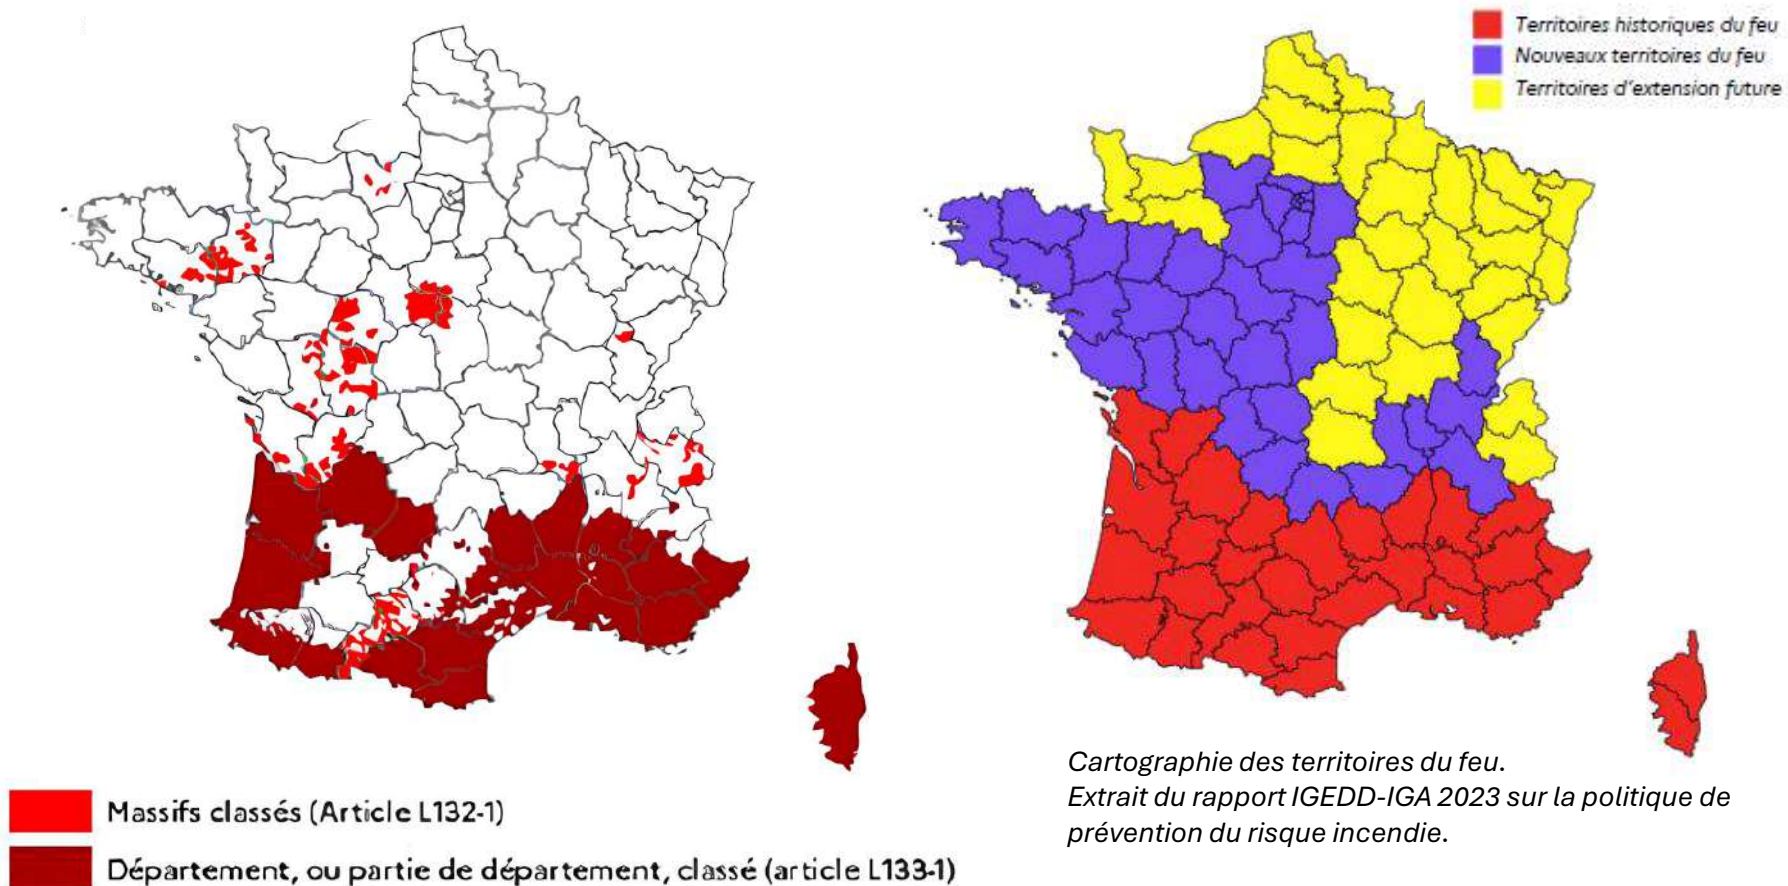 Territoires historiques du feu
Nouveaux territoires du feu
Territoires d'extension future
Cartographie des territoires du feu.
Extrait du rapport IGEDD-IGA 2023 sur la politique de
prévention du risque incendie.
Massifs classés (Article L132-1)
Département, ou partie de département, classé (article L133-1)